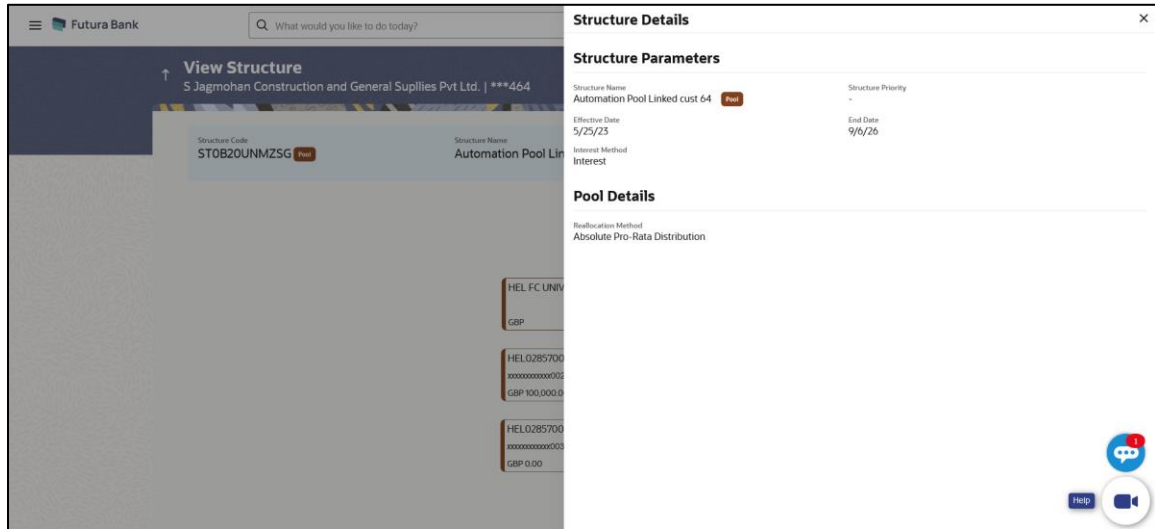 Futura Bank
What would you like to do today?
View Structure
S Jagmohan Construction and General Supllies Pvt Ltd. | ***464
Structure Code
ST0B20UNMZSG Pool
Structure Name
Automation Pool Lin
HEL FC UNIV
GBP
HEL0285700
xxxxxxxxxxxx002
GBP 100,000.0
HEL0285700
xxxxxxxxxxxx003
GBP 0.00
Structure Details
Structure Parameters
Structure Name
Automation Pool Linked cust 64 Pool
Structure Priority
-
Effective Date
5/25/23
End Date
9/6/26
Interest Method
Interest
Pool Details
Reallocation Method
Absolute Pro-Rata Distribution
1
Help